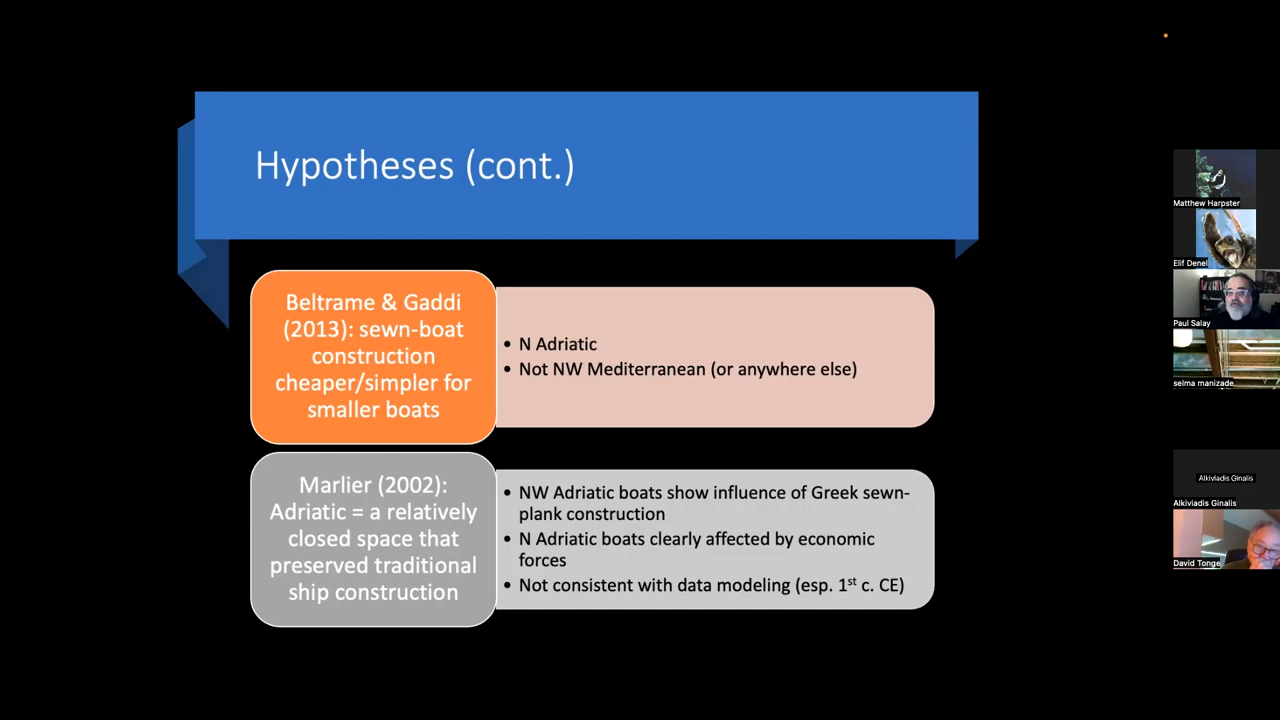 Hypotheses (cont.)
Beltrame & Gaddi
(2013): sewn-boat
construction
cheaper/simpler for
smaller boats
• N Adriatic
• Not NW Mediterranean (or anywhere else)
Marlier (2002):
Adriatic = a relatively
closed space that
preserved traditional
ship construction
• NW Adriatic boats show influence of Greek sewn-
plank construction
• N Adriatic boats clearly affected by economic
forces
• Not consistent with data modeling (esp. 1st c. CE)
Matthew Harpster
Elif Denel
Paul Salay
selma manizade
Alkiviadis Ginalis
Alkiviadis Ginalis
David Tonge